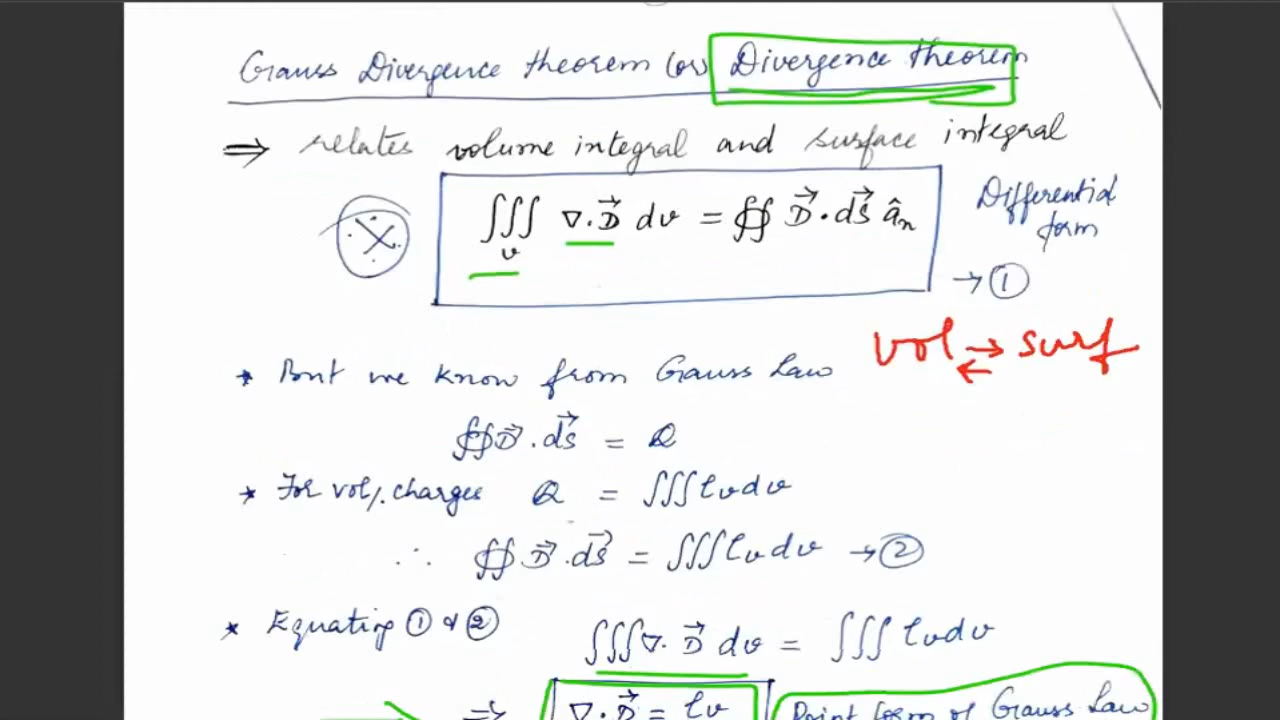 Gauss Divergence theorem (or) Divergence theorem
⇒ relates volume integral and surface integral
∭ᵥ ∇·D⃗ dv = ∯ D⃗·ds⃗ âₙ
Differential form
→ ①
vol ⇄ surf
* But we know from Gauss Law
∯ D⃗·ds⃗ = Q
* For vol/. charges Q = ∭ ρv dv
∴ ∯ D⃗·ds⃗ = ∭ ρv dv → ②
* Equating ① & ② ∭ ∇·D⃗ dv = ∭ ρv dv
⇒ ∇·D⃗ = ρv Point form of Gauss Law